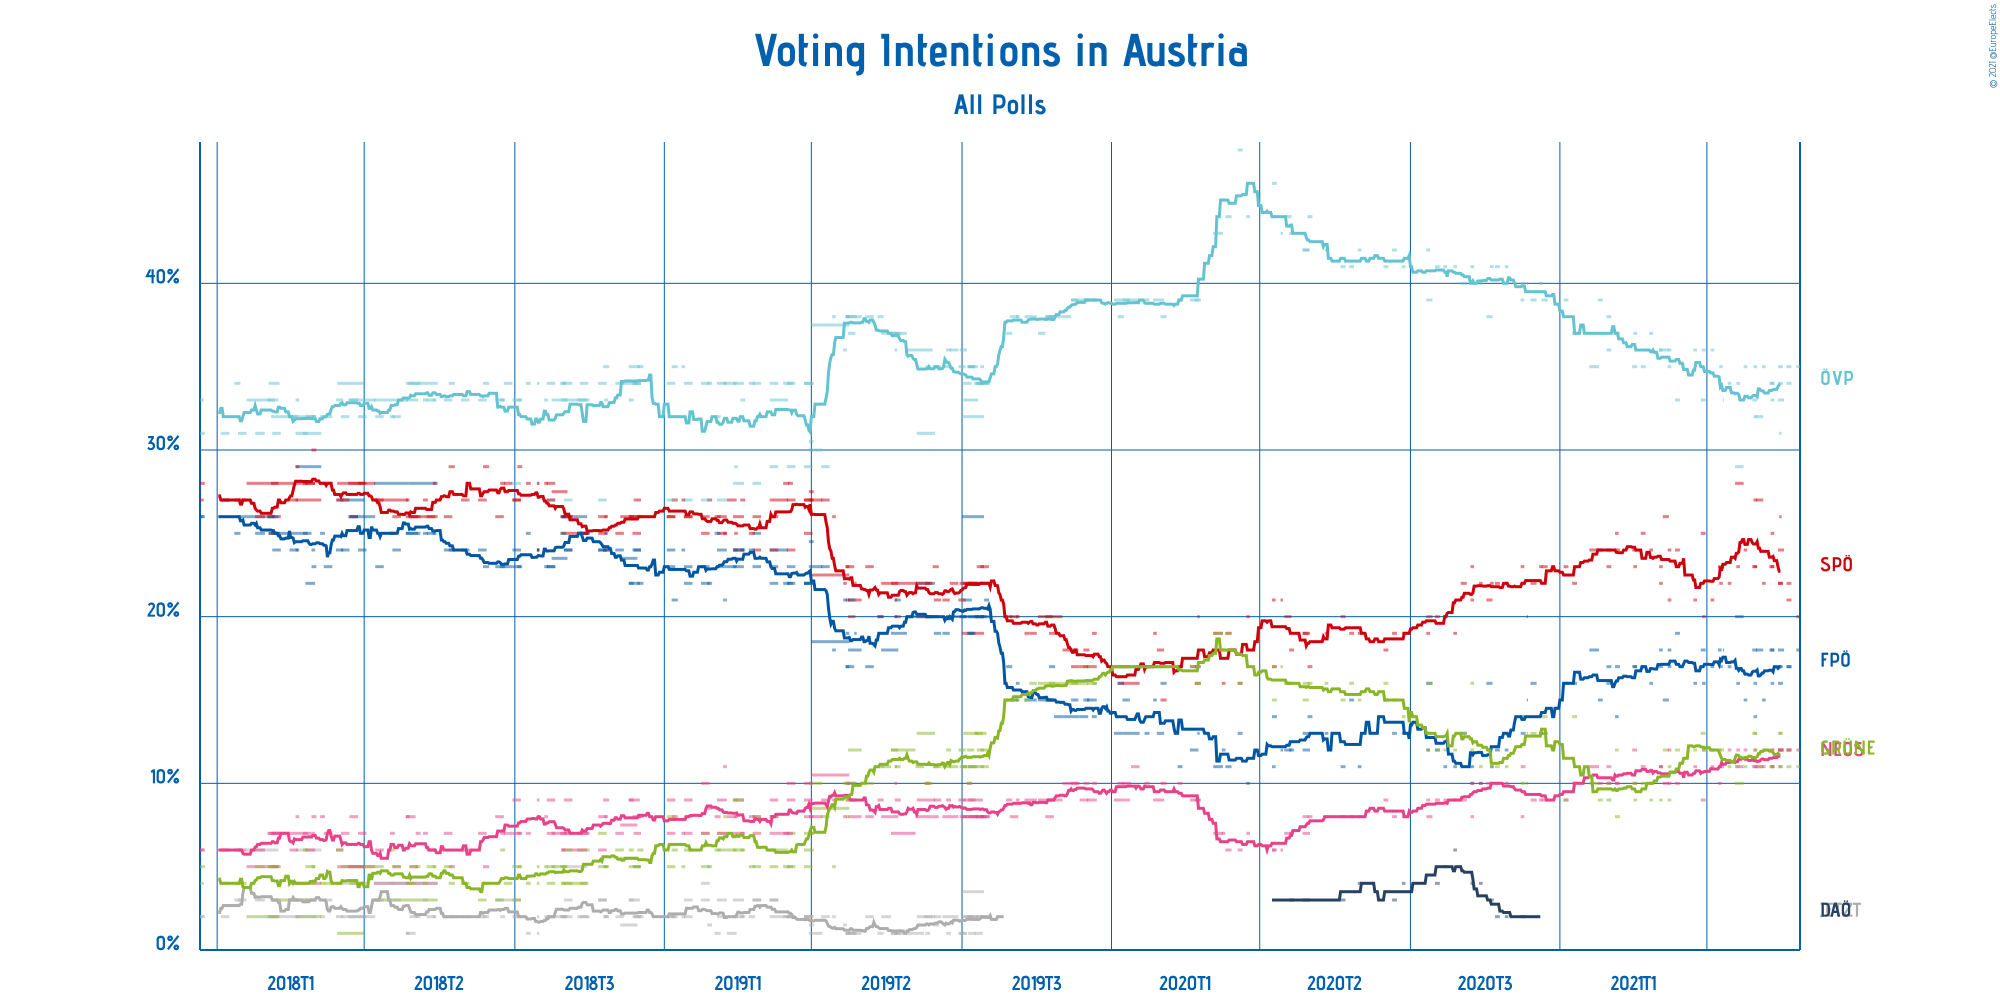 Voting Intentions in Austria
All Polls
© 2021 @EuropeElects
40%
30%
20%
10%
0%
ÖVP
SPÖ
FPÖ
GRÜNE
NEOS
DAÖ
2018T1 2018T2 2018T3 2019T1 2019T2 2019T3 2020T1 2020T2 2020T3 2021T1